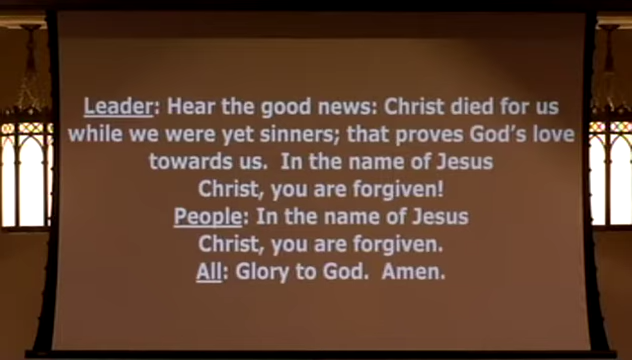 Leader: Hear the good news: Christ died for us
while we were yet sinners; that proves God's love
towards us. In the name of Jesus
Christ, you are forgiven!
People: In the name of Jesus
Christ, you are forgiven.
All: Glory to God. Amen.